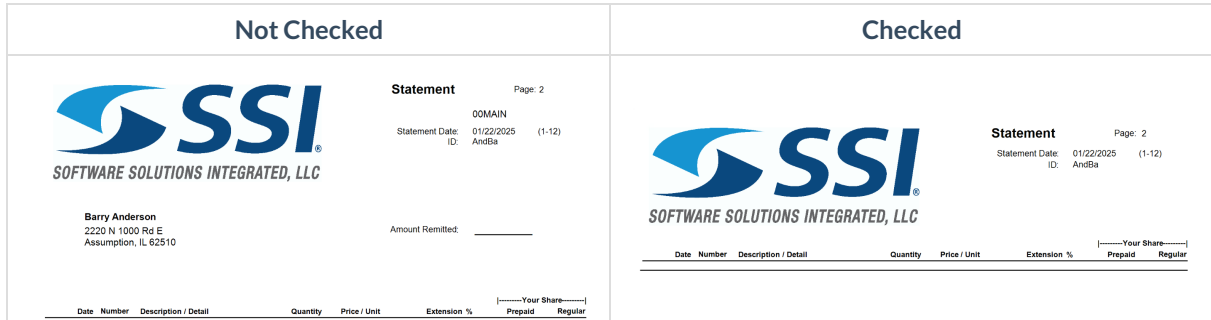 Not Checked
SSI®
SOFTWARE SOLUTIONS INTEGRATED, LLC
Statement Page: 2
00MAIN
Statement Date: 01/22/2025 (1-12)
ID: AndBa
Barry Anderson
2220 N 1000 Rd E
Assumption, IL 62510
Amount Remitted:
|---------Your Share---------|
Date Number Description / Detail Quantity Price / Unit Extension % Prepaid Regular
Checked
SSI®
SOFTWARE SOLUTIONS INTEGRATED, LLC
Statement Page: 2
Statement Date: 01/22/2025 (1-12)
ID: AndBa
|---------Your Share---------|
Date Number Description / Detail Quantity Price / Unit Extension % Prepaid Regular